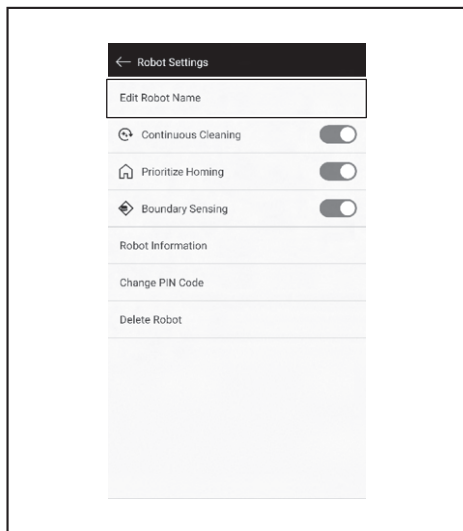 Robot Settings
Edit Robot Name
Continuous Cleaning
Prioritize Homing
Boundary Sensing
Robot Information
Change PIN Code
Delete Robot